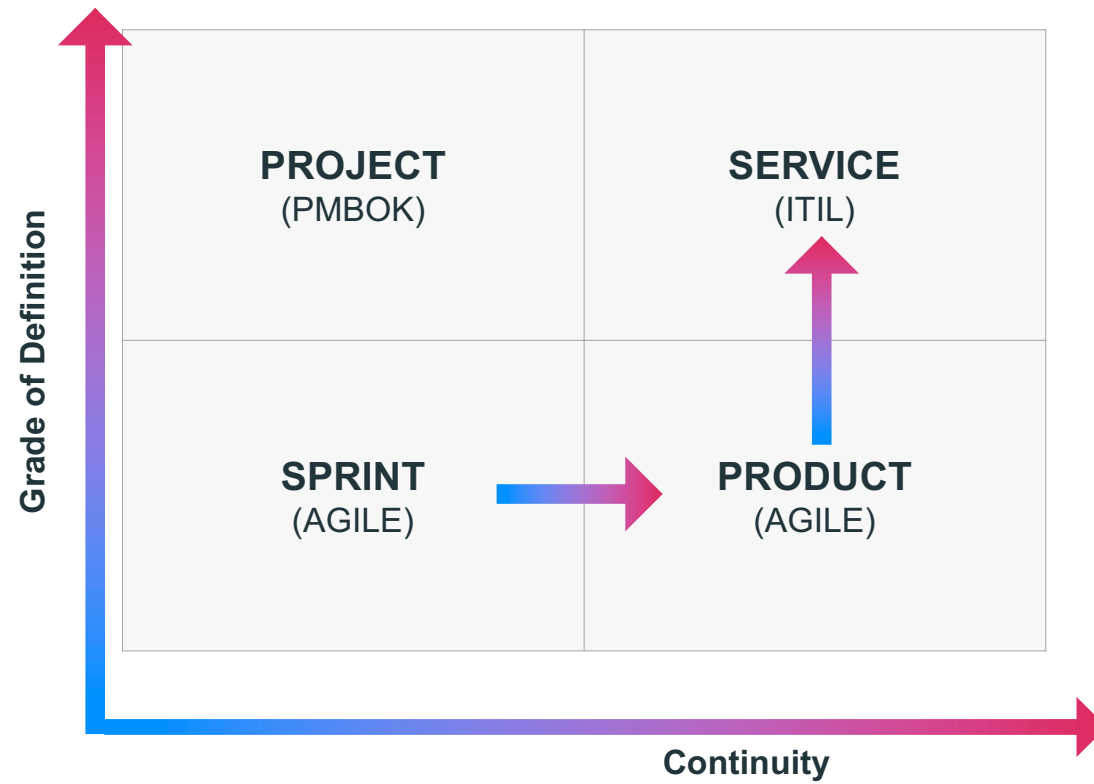 Grade of Definition
PROJECT
(PMBOK)
SERVICE
(ITIL)
SPRINT
(AGILE)
PRODUCT
(AGILE)
Continuity